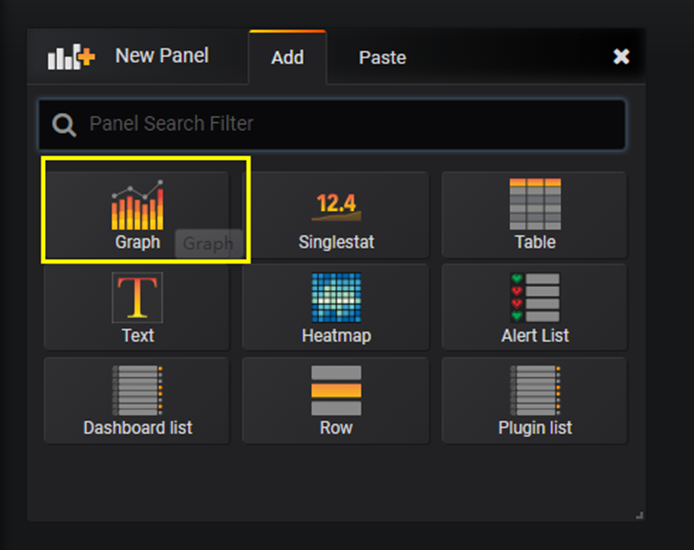 New Panel Add Paste
Panel Search Filter
12.4
Graph Graph Singlestat Table
T
Text Heatmap Alert List
Dashboard list Row Plugin list